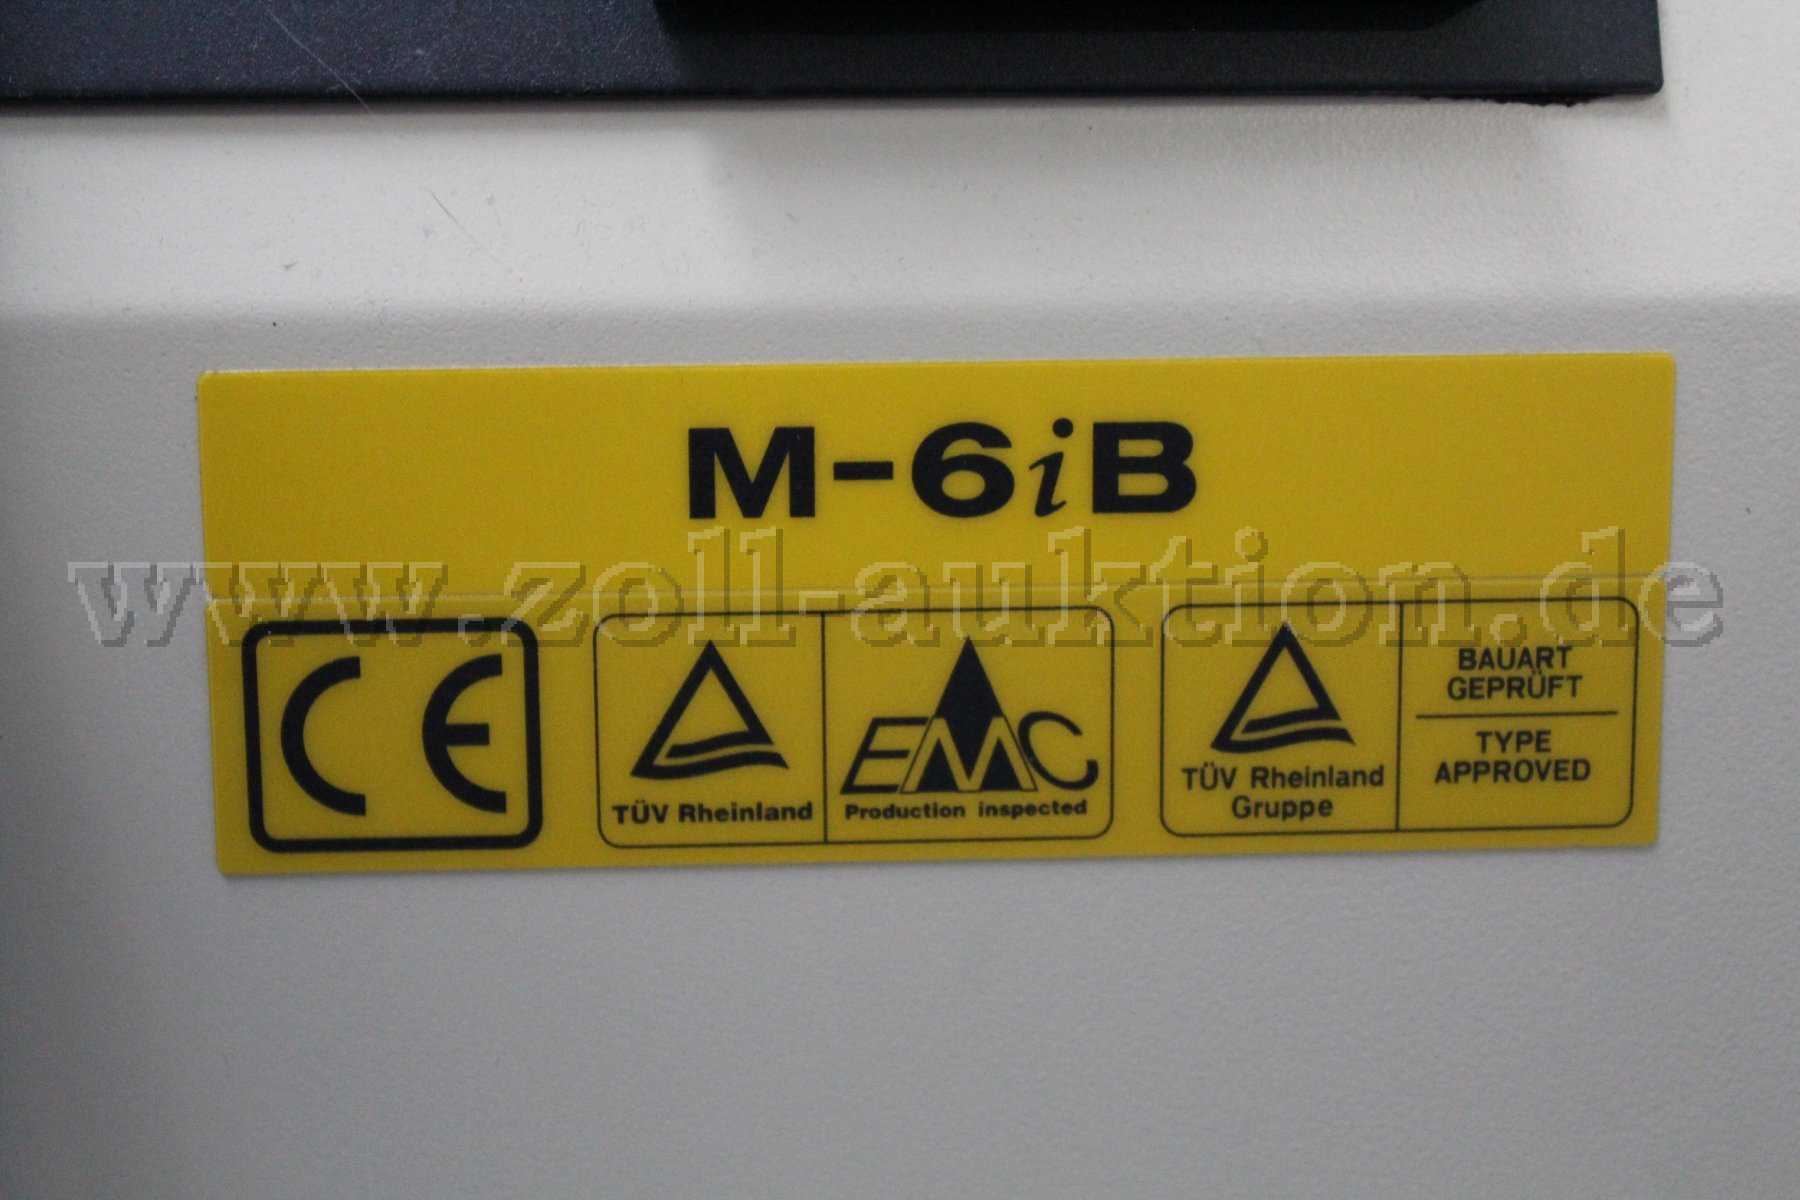 M-6iB
www.zoll-auktion.de
CE
TÜV Rheinland
EMC
Production inspected
TÜV Rheinland
Gruppe
BAUART
GEPRÜFT
TYPE
APPROVED